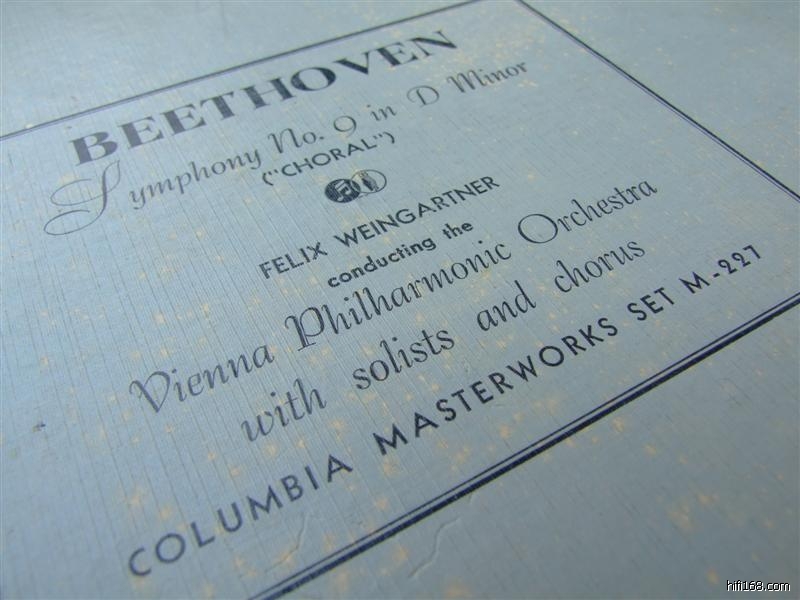 BEETHOVEN
Symphony No. 9 in D Minor
("CHORAL")
FELIX WEINGARTNER
conducting the
Vienna Philharmonic Orchestra
with solists and chorus
COLUMBIA MASTERWORKS SET M-227
hifi168.com